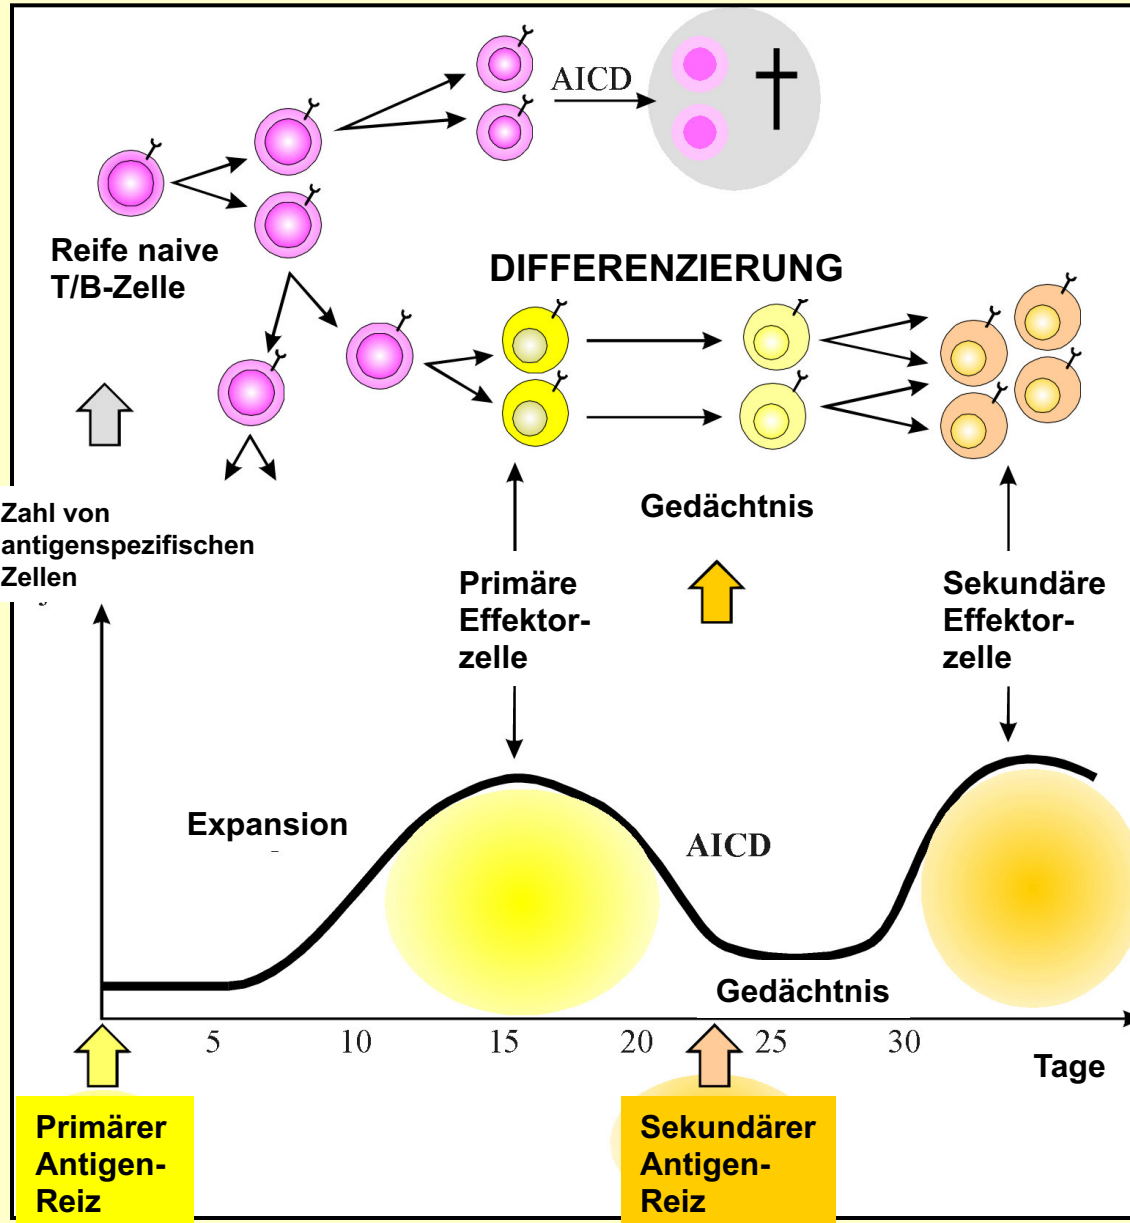 AICD
Reife naive
T/B-Zelle
DIFFERENZIERUNG
Gedächtnis
Zahl von
antigenspezifischen
Zellen
Primäre
Effektor-
zelle
Sekundäre
Effektor-
zelle
Expansion
AICD
Gedächtnis
5 10 15 20 25 30
Tage
Primärer
Antigen-
Reiz
Sekundärer
Antigen-
Reiz